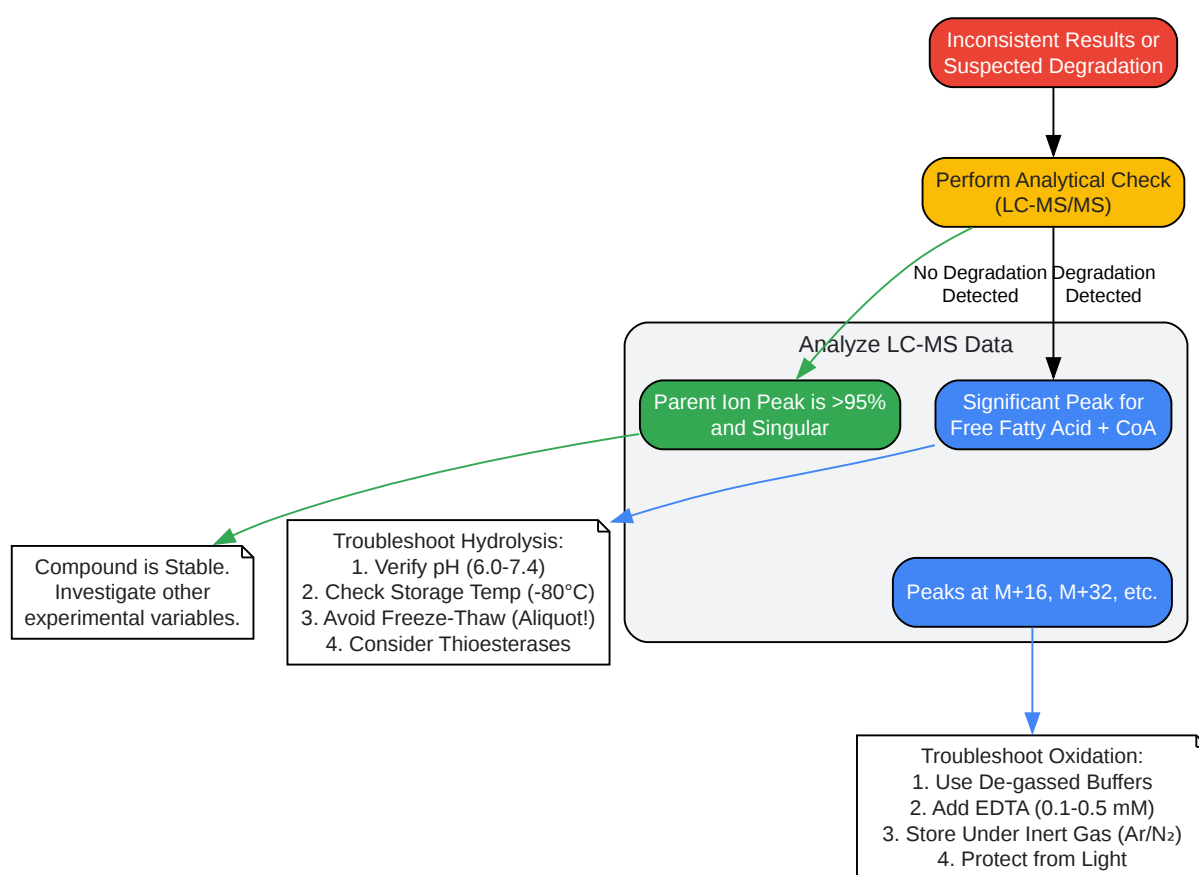 Inconsistent Results or
Suspected Degradation
Perform Analytical Check
(LC-MS/MS)
No Degradation
Detected
Degradation
Detected
Analyze LC-MS Data
Parent Ion Peak is >95%
and Singular
Significant Peak for
Free Fatty Acid + CoA
Compound is Stable.
Investigate other
experimental variables.
Troubleshoot Hydrolysis:
1. Verify pH (6.0-7.4)
2. Check Storage Temp (-80°C)
3. Avoid Freeze-Thaw (Aliquot!)
4. Consider Thioesterases
Peaks at M+16, M+32, etc.
Troubleshoot Oxidation:
1. Use De-gassed Buffers
2. Add EDTA (0.1-0.5 mM)
3. Store Under Inert Gas (Ar/N₂)
4. Protect from Light